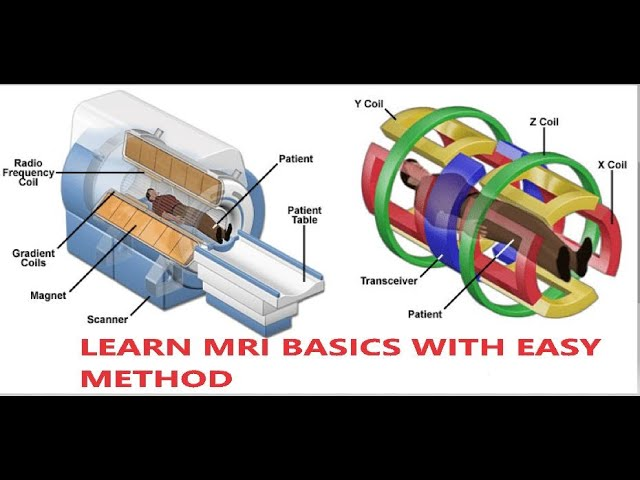 Radio
Frequency
Coil
Gradient
Coils
Magnet
Scanner
Patient
Patient
Table
Y Coil
Z Coil
X Coil
Transceiver
Patient
LEARN MRI BASICS WITH EASY
METHOD